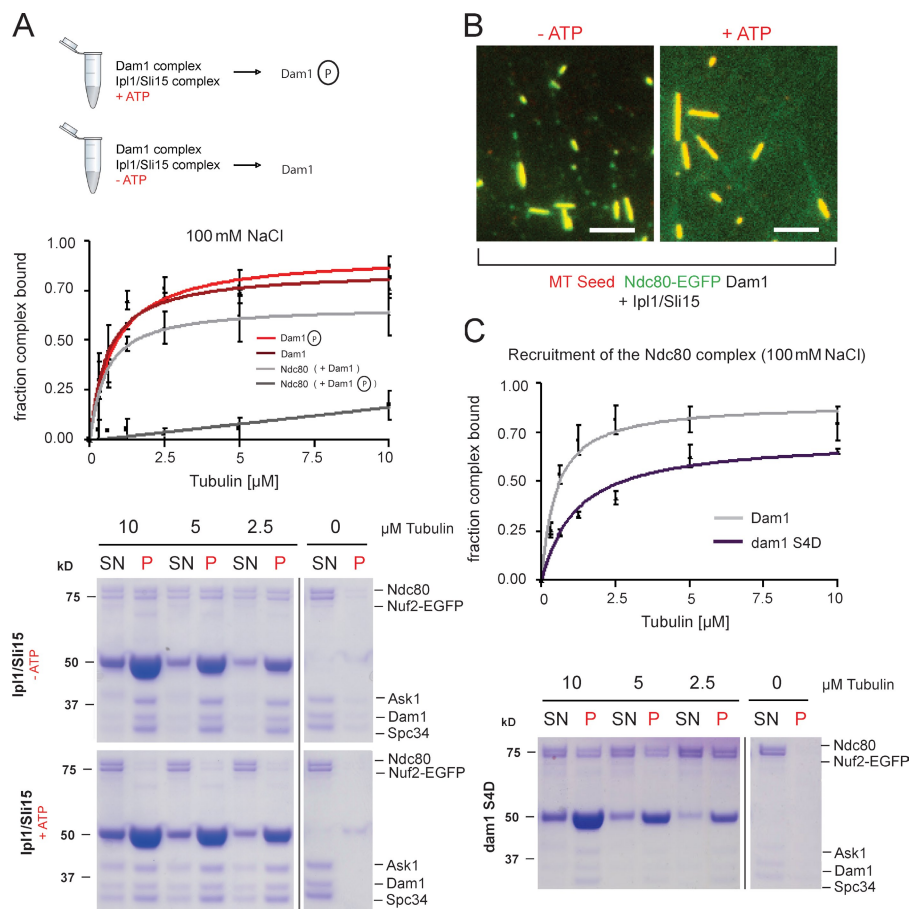 A
Dam1 complex
Ipl1/Sli15 complex
+ ATP
Dam1 P
Dam1 complex
Ipl1/Sli15 complex
- ATP
Dam1
100 mM NaCl
fraction complex bound
1.00
0.70
0.50
0.25
0.00
0 2.5 5.0 7.5 10
Tubulin [µM]
Dam1 P
Dam1
Ndc80 ( + Dam1 )
Ndc80 ( + Dam1 P )
10 5 2.5 0 µM Tubulin
kD SN P SN P SN P SN P
Ipl1/Sli15
- ATP
75
50
37
Ndc80
Nuf2-EGFP
Ask1
Dam1
Spc34
Ipl1/Sli15
+ ATP
75
50
37
Ndc80
Nuf2-EGFP
Ask1
Dam1
Spc34
B
- ATP + ATP
MT Seed Ndc80-EGFP Dam1
+ Ipl1/Sli15
C
Recruitment of the Ndc80 complex (100 mM NaCl)
fraction complex bound
1.00
0.70
0.50
0.25
0.00
0 2.5 5.0 7.5 10
Tubulin [µM]
Dam1
dam1 S4D
10 5 2.5 0 µM Tubulin
kD SN P SN P SN P SN P
dam1 S4D
75
50
37
Ndc80
Nuf2-EGFP
Ask1
Dam1
Spc34